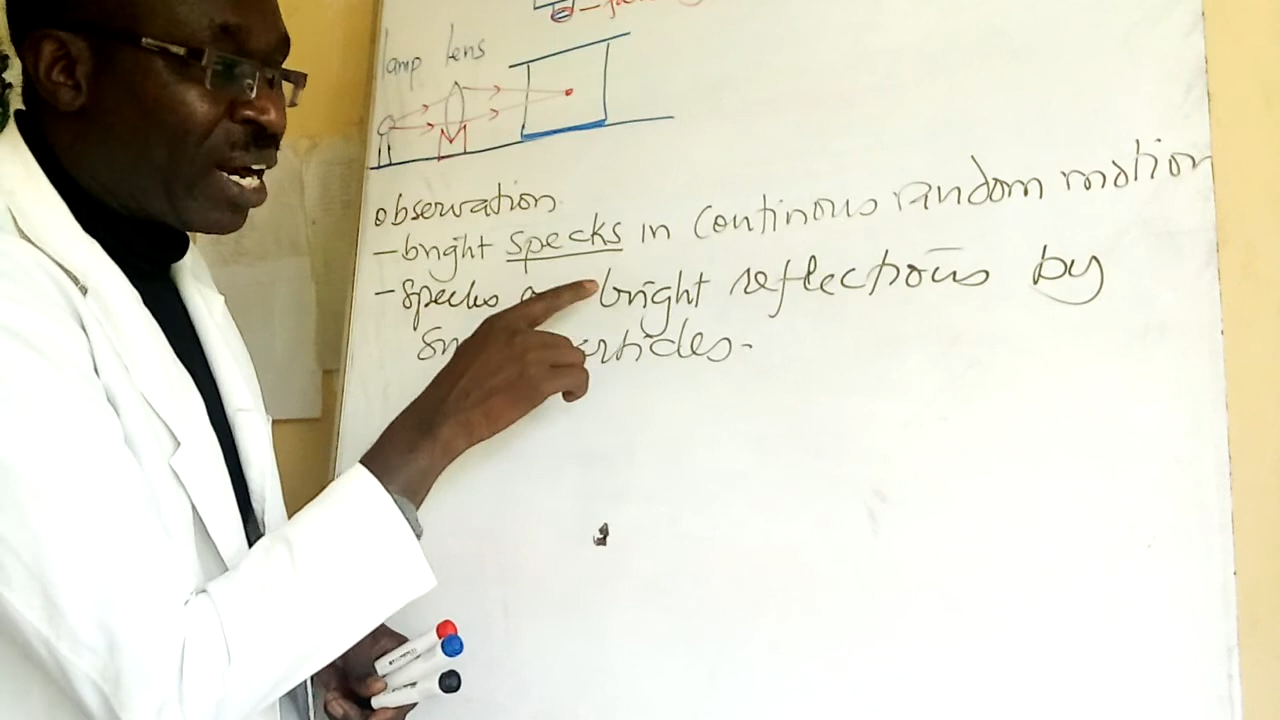 lamp lens
observation
- bright specks in continous random motion
- specks bright reflections by